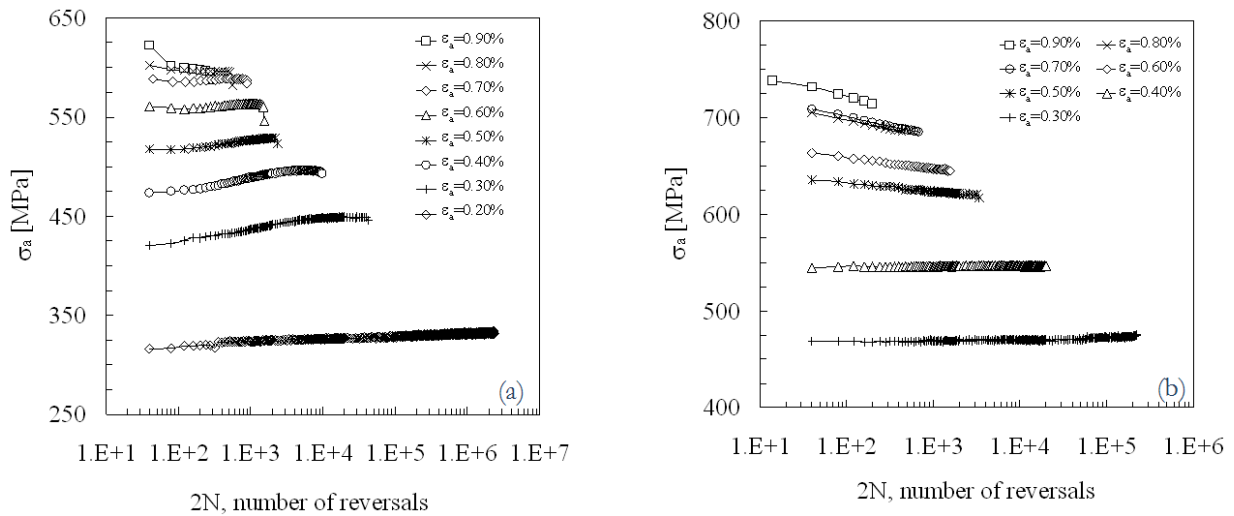 650
550
450
350
250
σa [MPa]
εa=0.90%
εa=0.80%
εa=0.70%
εa=0.60%
εa=0.50%
εa=0.40%
εa=0.30%
εa=0.20%
(a)
1.E+1 1.E+2 1.E+3 1.E+4 1.E+5 1.E+6 1.E+7
2N, number of reversals
800
700
600
500
400
σa [MPa]
εa=0.90% εa=0.80%
εa=0.70% εa=0.60%
εa=0.50% εa=0.40%
εa=0.30%
(b)
1.E+1 1.E+2 1.E+3 1.E+4 1.E+5 1.E+6
2N, number of reversals